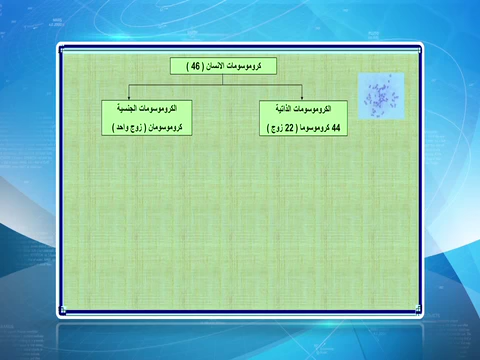 كروموسومات الانسان ( 46 )
الكروموسومات الذاتية
44 كروموسوما ( 22 زوج )
الكروموسومات الجنسية
كروموسومان ( زوج واحد )